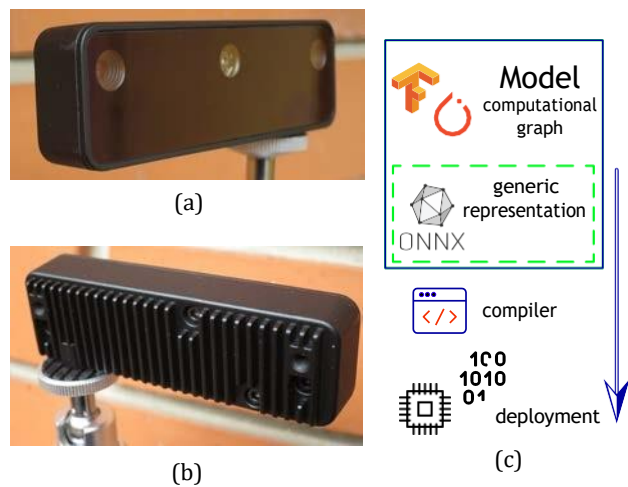 (a)
(b)
Model
computational
graph
generic
representation
ONNX
</>
compiler
100
1010
01
deployment
(c)